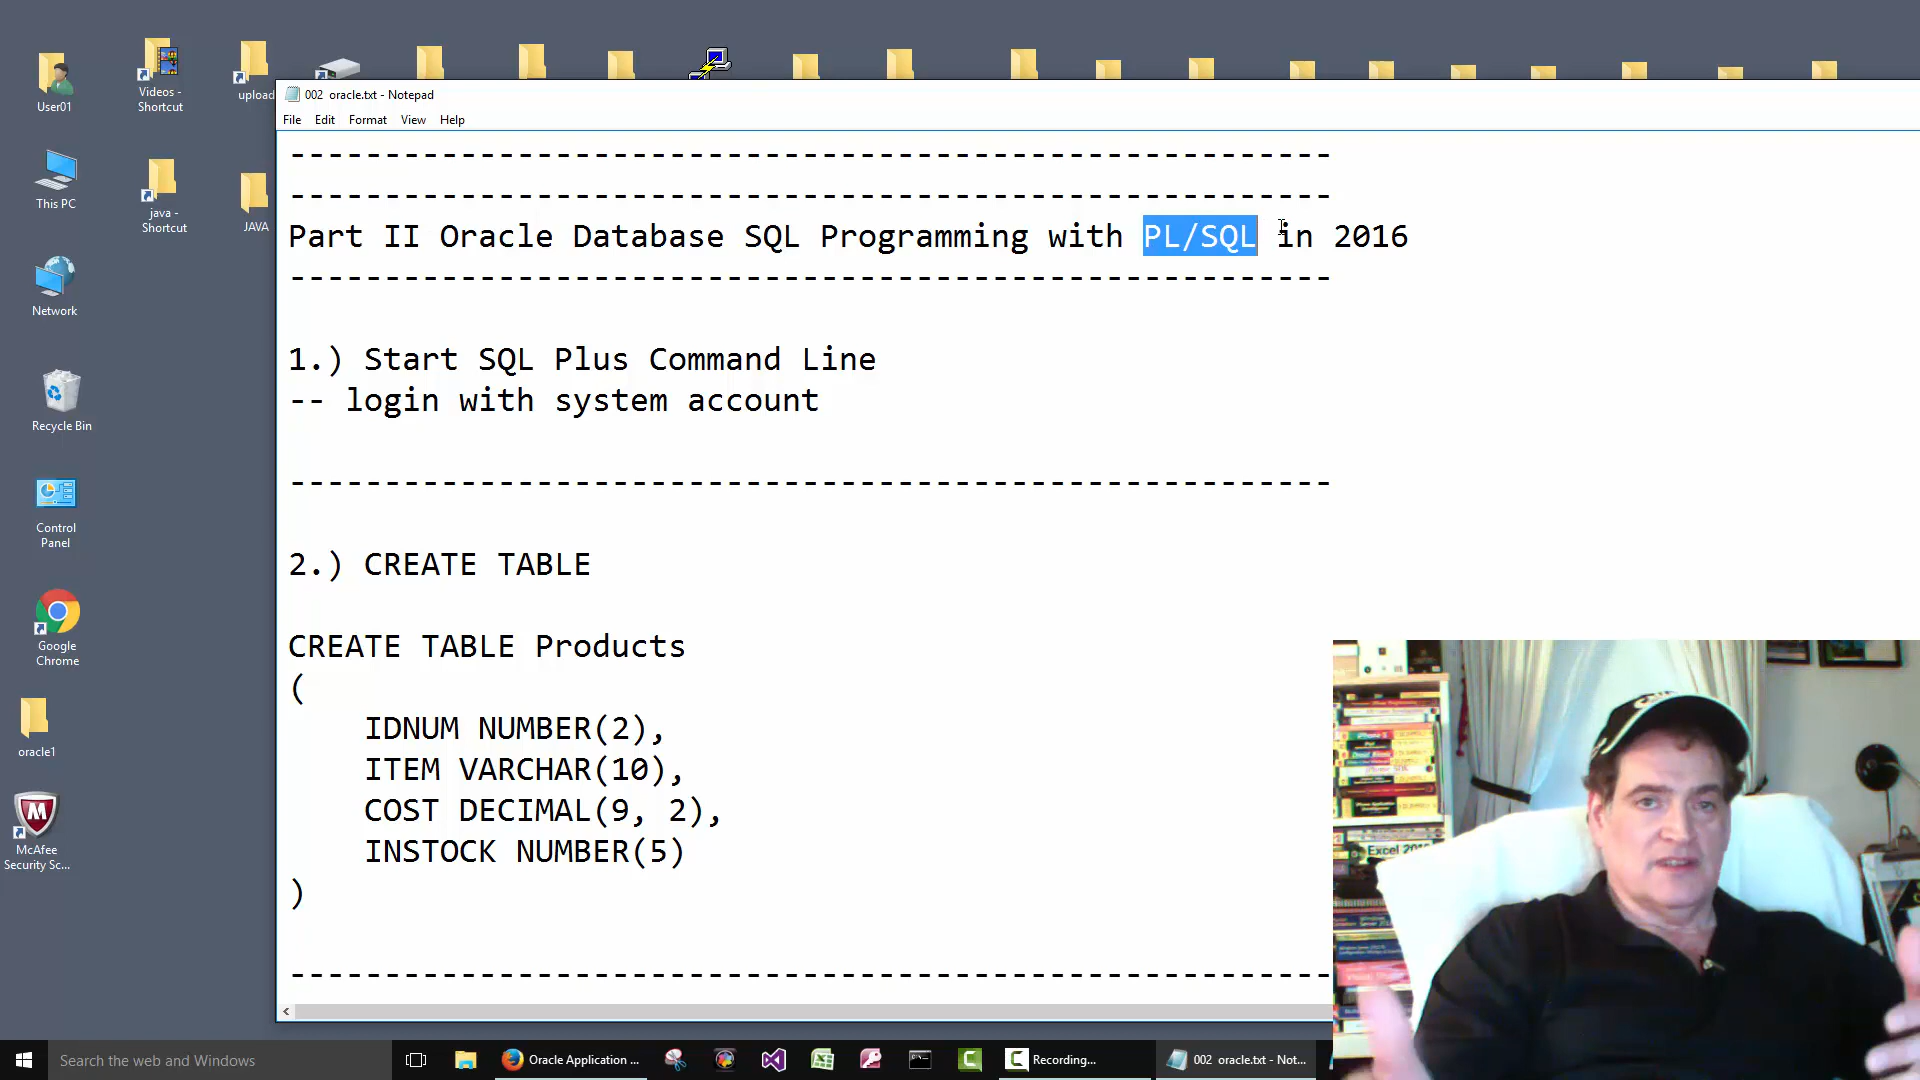 User01
Videos -
Shortcut
upload
This PC
java -
Shortcut
JAVA
Network
Recycle Bin
Control
Panel
Google
Chrome
oracle1
McAfee
Security Sc...
002 oracle.txt - Notepad
File Edit Format View Help
-------------------------------------------------------
-------------------------------------------------------
Part II Oracle Database SQL Programming with PL/SQL in 2016
-------------------------------------------------------
1.) Start SQL Plus Command Line
-- login with system account
-------------------------------------------------------
2.) CREATE TABLE
CREATE TABLE Products
(
IDNUM NUMBER(2),
ITEM VARCHAR(10),
COST DECIMAL(9, 2),
INSTOCK NUMBER(5)
)
-------------------------------------------------------
Excel 20
Search the web and Windows
Oracle Application ...
Recording...
002 oracle.txt - Not...